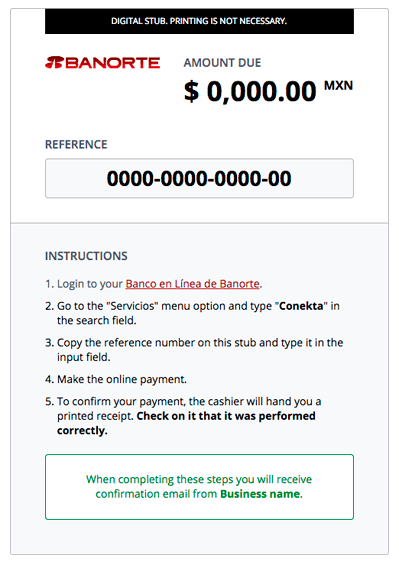 DIGITAL STUB. PRINTING IS NOT NECESSARY.
BANORTE
AMOUNT DUE
$ 0,000.00 MXN
REFERENCE
0000-0000-0000-00
INSTRUCTIONS
1. Login to your Banco en Línea de Banorte.
2. Go to the "Servicios" menu option and type "Conekta" in
the search field.
3. Copy the reference number on this stub and type it in the
input field.
4. Make the online payment.
5. To confirm your payment, the cashier will hand you a
printed receipt. Check on it that it was performed
correctly.
When completing these steps you will receive
confirmation email from Business name.